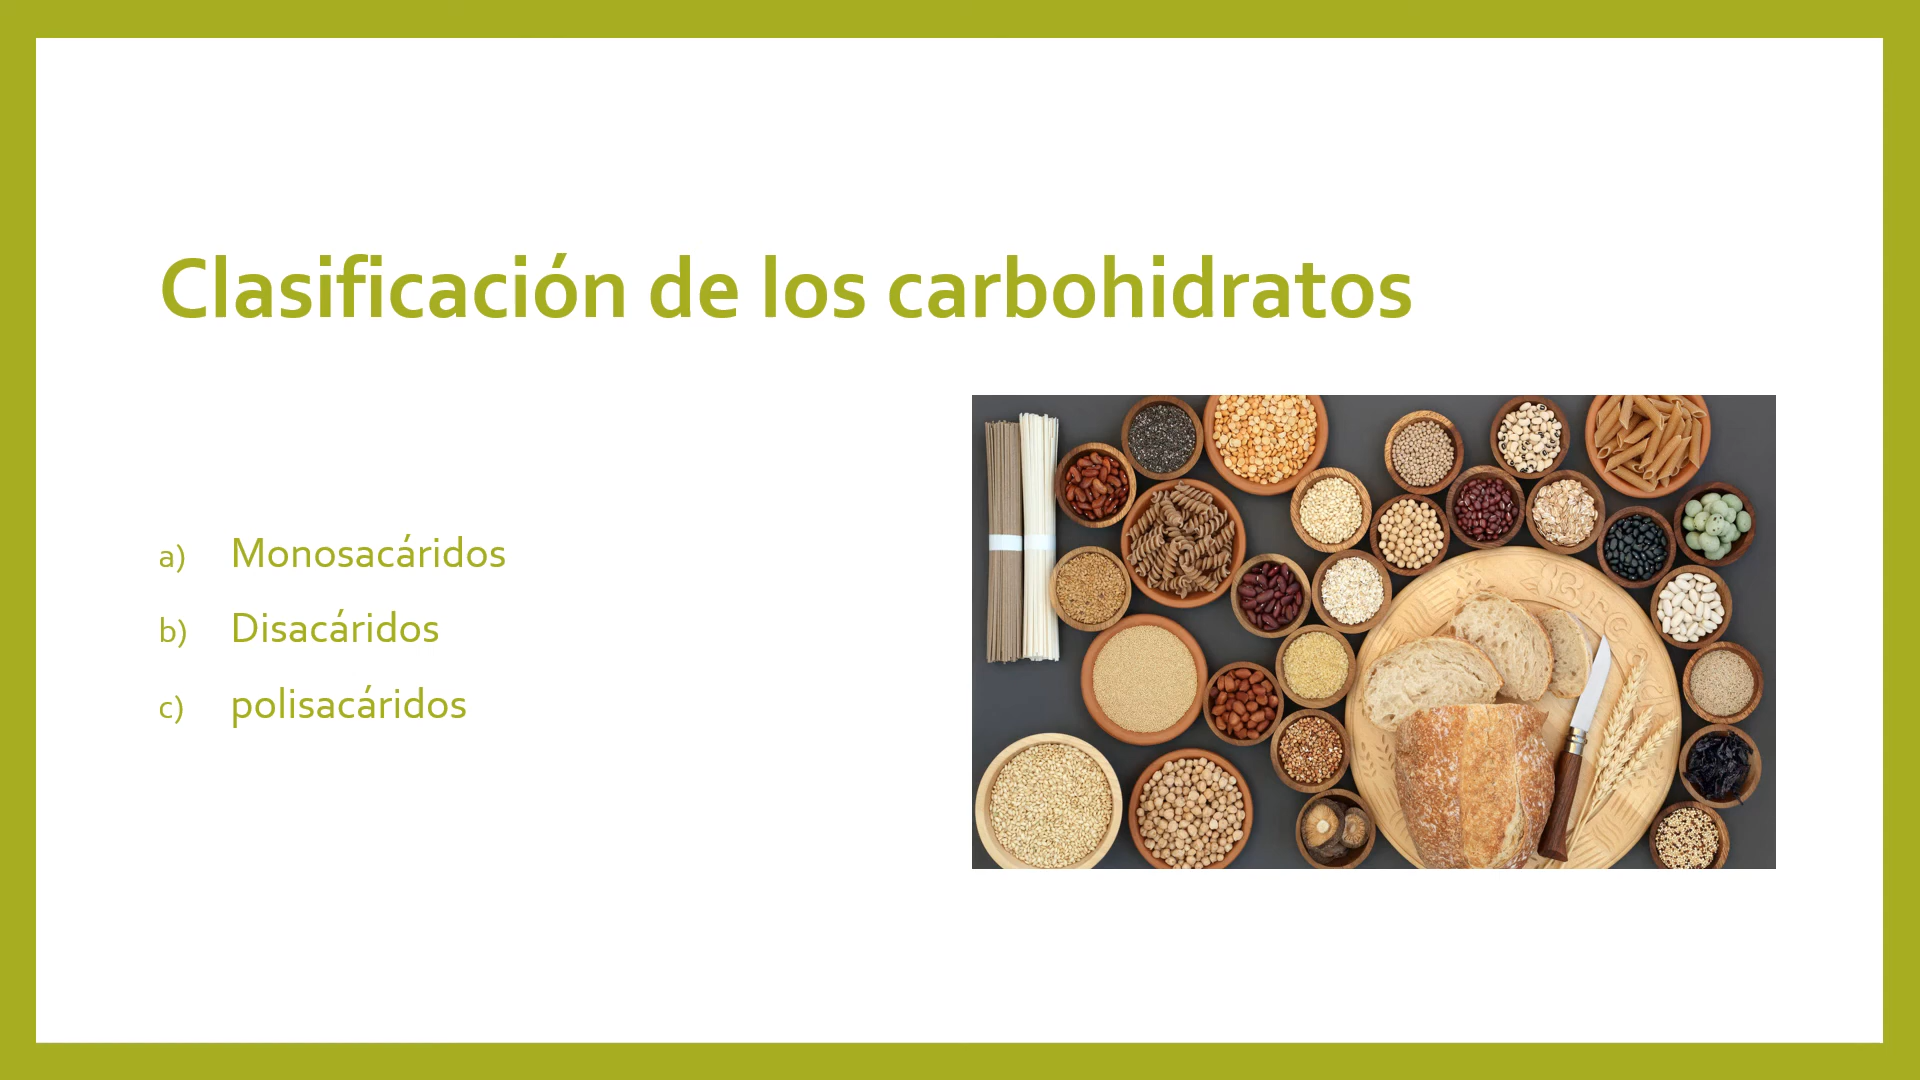 Clasificación de los carbohidratos
a) Monosacáridos
b) Disacáridos
c) polisacáridos